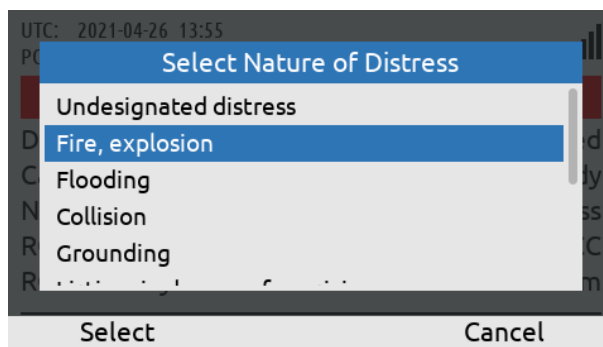 UTC: 2021-04-26 13:55
Select Nature of Distress
Undesignated distress
Fire, explosion
Flooding
Collision
Grounding
Select Cancel